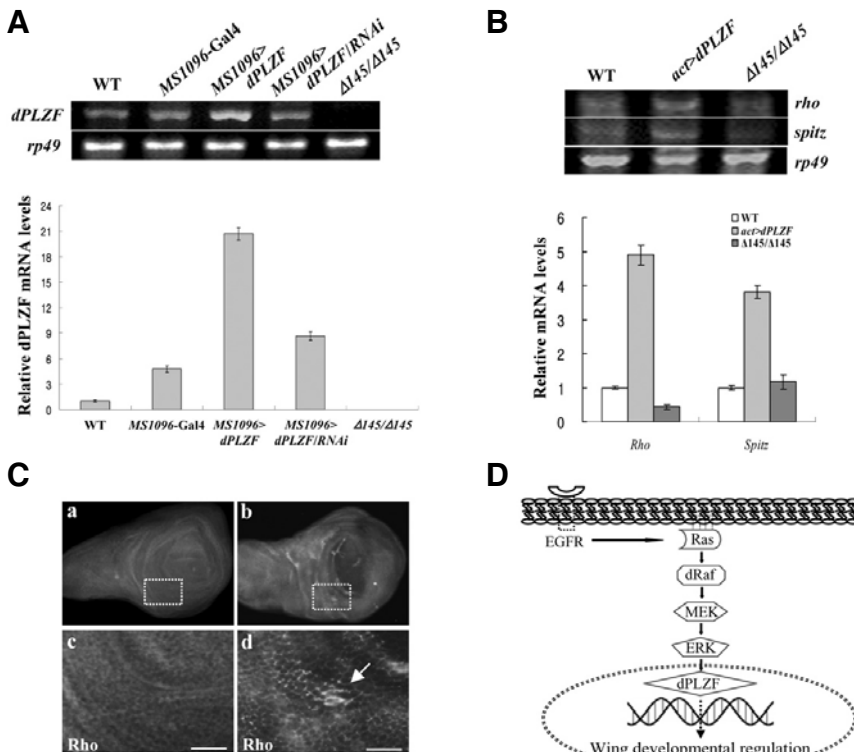 A
WT
MS1096-Gal4
MS1096>
dPLZF
MS1096>
dPLZF/RNAi
Δ145/Δ145
dPLZF
rp49
Relative dPLZF mRNA levels
24
21
18
15
12
9
6
3
0
WT
MS1096-Gal4
MS1096>
dPLZF
MS1096>
dPLZF/RNAi
Δ145/Δ145
B
WT
act>dPLZF
Δ145/Δ145
rho
spitz
rp49
Relative mRNA levels
6
5
4
3
2
1
0
WT
act>dPLZF
Δ145/Δ145
Rho
Spitz
C
a
b
c
d
Rho
Rho
D
EGFR
Ras
dRaf
MEK
ERK
dPLZF
Wing developmental regulation